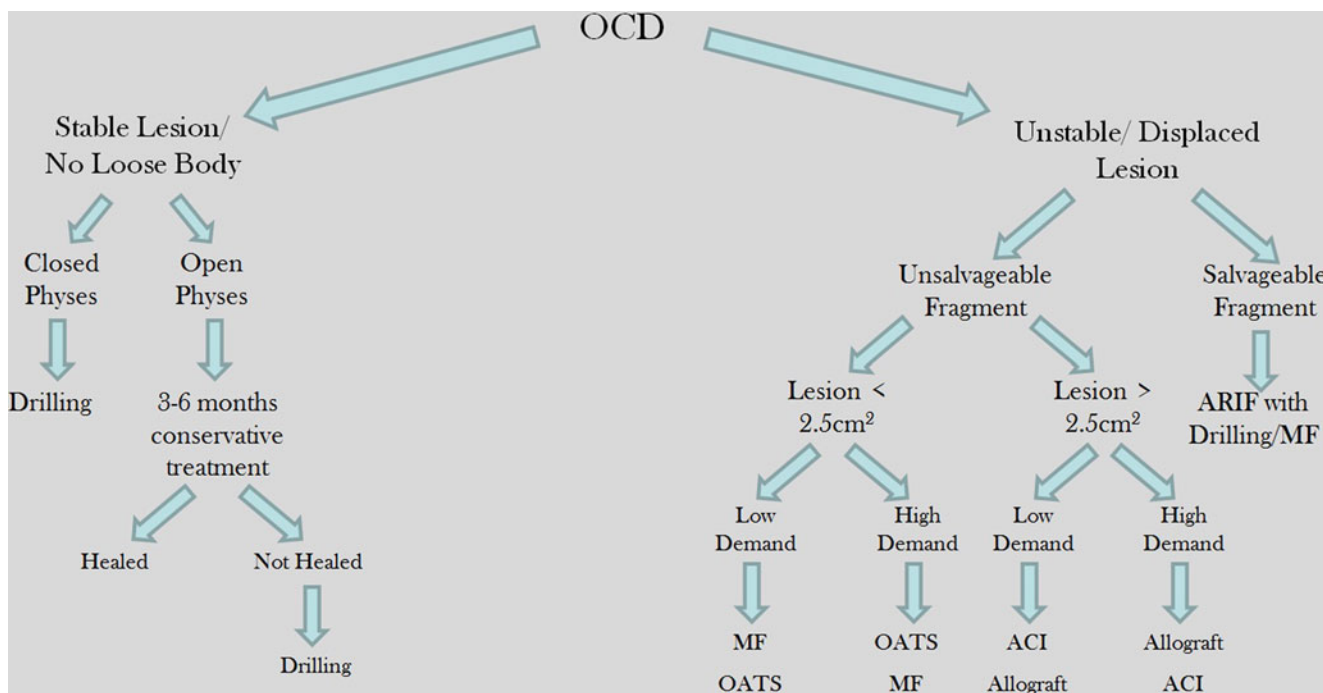 OCD
Stable Lesion/
No Loose Body
Unstable/ Displaced
Lesion
Closed
Physes
Open
Physes
Unsalvageable
Fragment
Salvageable
Fragment
Drilling
3-6 months
conservative
treatment
Lesion <
2.5cm²
Lesion >
2.5cm²
ARIF with
Drilling/MF
Healed
Not Healed
Low
Demand
High
Demand
Low
Demand
High
Demand
Drilling
MF
OATS
OATS
MF
ACI
Allograft
Allograft
ACI